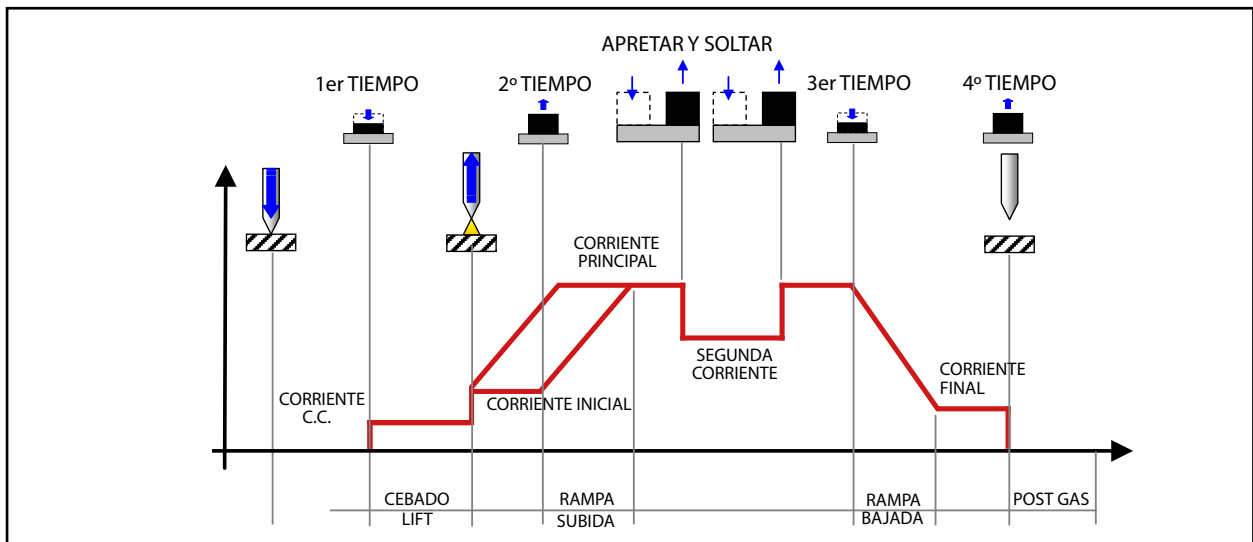 APRETAR Y SOLTAR
1er TIEMPO
2º TIEMPO
3er TIEMPO
4º TIEMPO
CORRIENTE
PRINCIPAL
SEGUNDA
CORRIENTE
CORRIENTE
FINAL
CORRIENTE
C.C.
CORRIENTE INICIAL
CEBADO
LIFT
RAMPA
SUBIDA
RAMPA
BAJADA
POST GAS